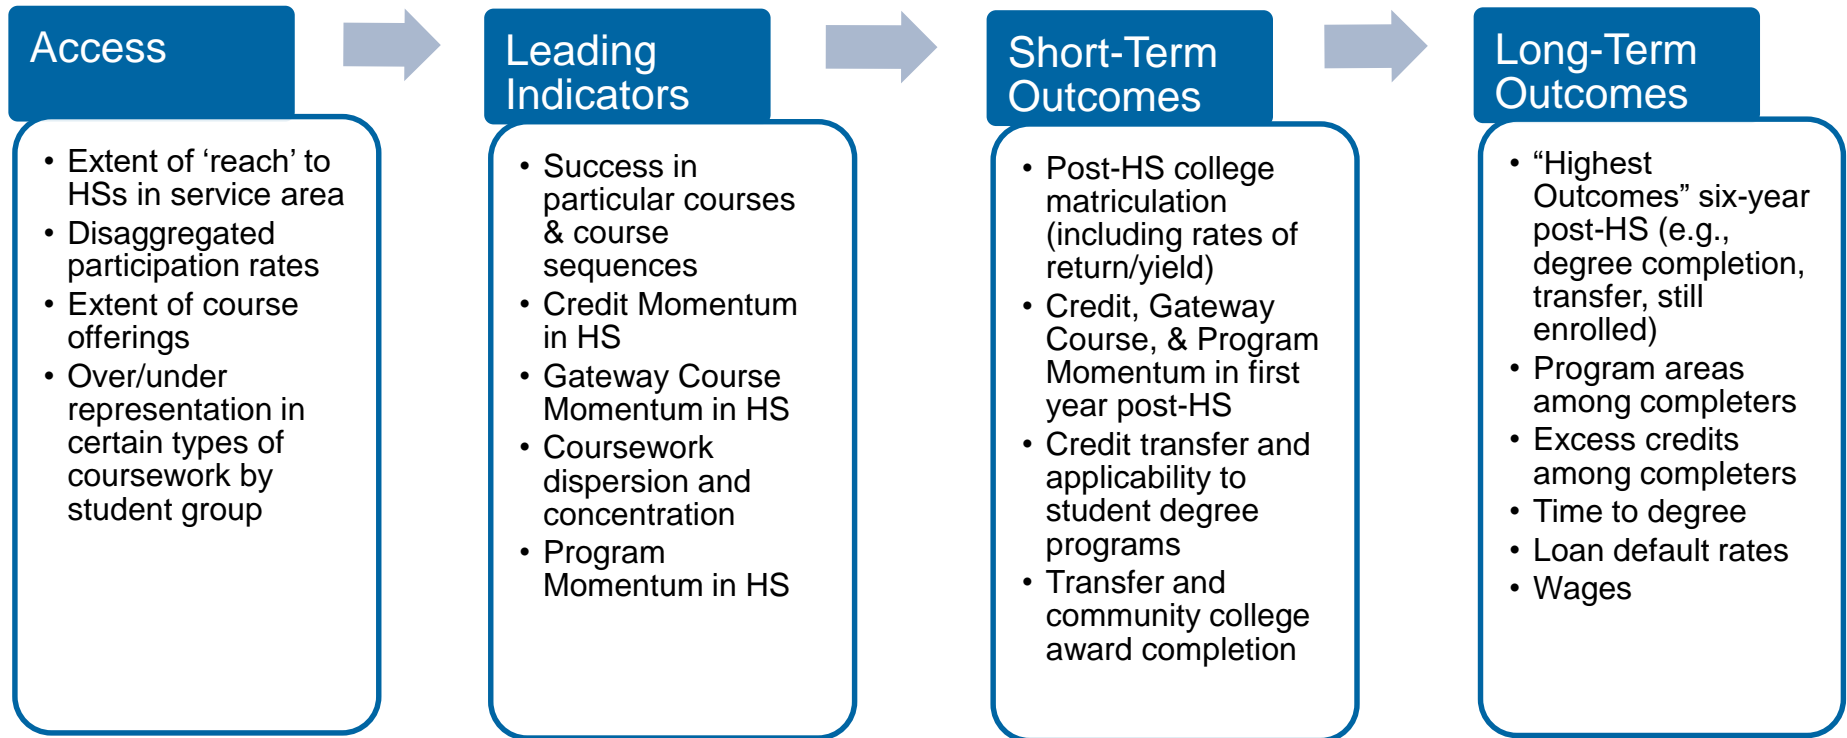 Access
• Extent of ‘reach’ to
HSs in service area
• Disaggregated
participation rates
• Extent of course
offerings
• Over/under
representation in
certain types of
coursework by
student group
Leading
Indicators
• Success in
particular courses
& course
sequences
• Credit Momentum
in HS
• Gateway Course
Momentum in HS
• Coursework
dispersion and
concentration
• Program
Momentum in HS
Short-Term
Outcomes
• Post-HS college
matriculation
(including rates of
return/yield)
• Credit, Gateway
Course, & Program
Momentum in first
year post-HS
• Credit transfer and
applicability to
student degree
programs
• Transfer and
community college
award completion
Long-Term
Outcomes
• “Highest
Outcomes” six-year
post-HS (e.g.,
degree completion,
transfer, still
enrolled)
• Program areas
among completers
• Excess credits
among completers
• Time to degree
• Loan default rates
• Wages